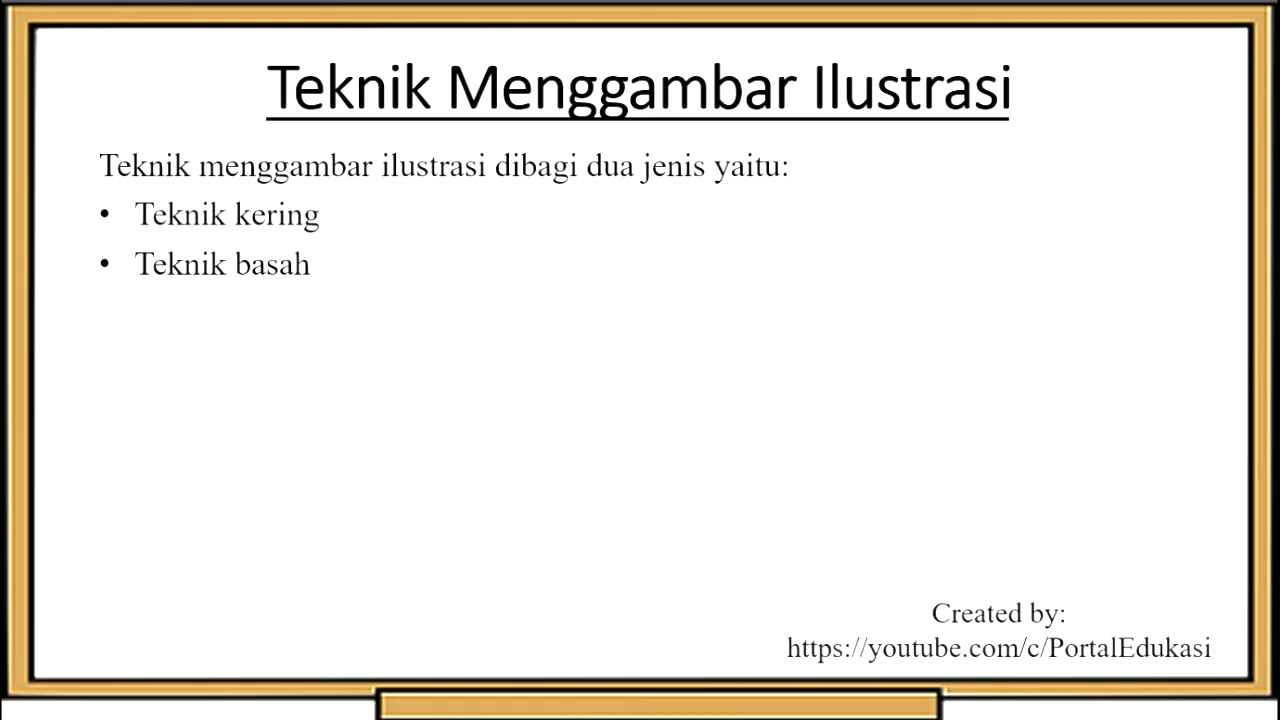 Teknik Menggambar Ilustrasi
Teknik menggambar ilustrasi dibagi dua jenis yaitu:
• Teknik kering
• Teknik basah
Created by:
https://youtube.com/c/PortalEdukasi